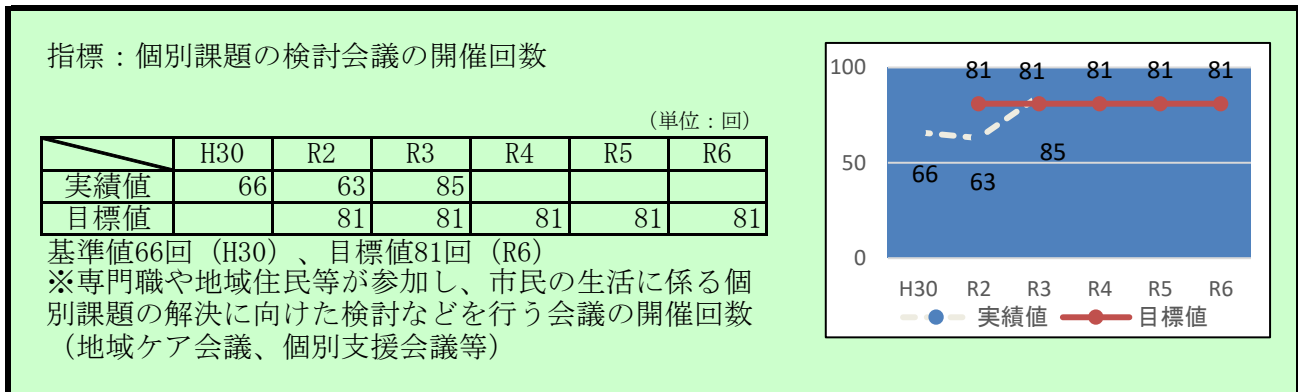 指標：個別課題の検討会議の開催回数
（単位：回）
H30 R2 R3 R4 R5 R6
実績値 66 63 85
目標値 81 81 81 81 81
基準値66回（H30）、目標値81回（R6）
※専門職や地域住民等が参加し、市民の生活に係る個
別課題の解決に向けた検討などを行う会議の開催回数
（地域ケア会議、個別支援会議等）
100
81 81 81 81 81
50
85
66 63
0
H30 R2 R3 R4 R5 R6
実績値 目標値